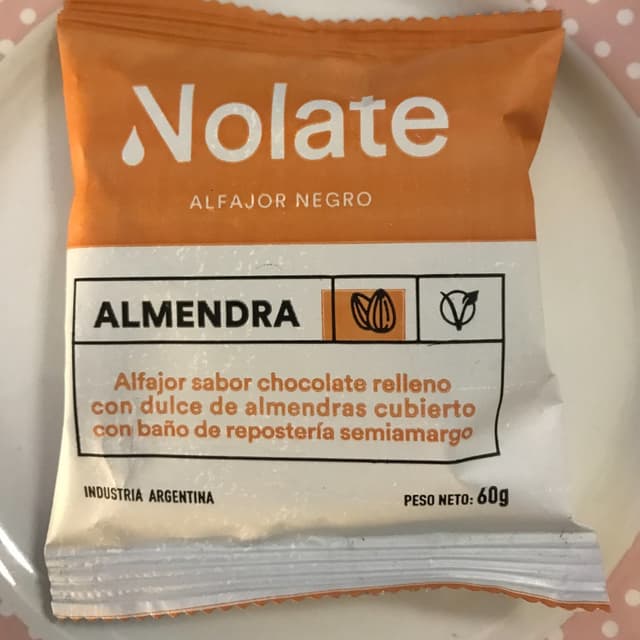 Nolate
ALFAJOR NEGRO
ALMENDRA
Alfajor sabor chocolate relleno
con dulce de almendras cubierto
con baño de repostería semiamargo
INDUSTRIA ARGENTINA
PESO NETO: 60g